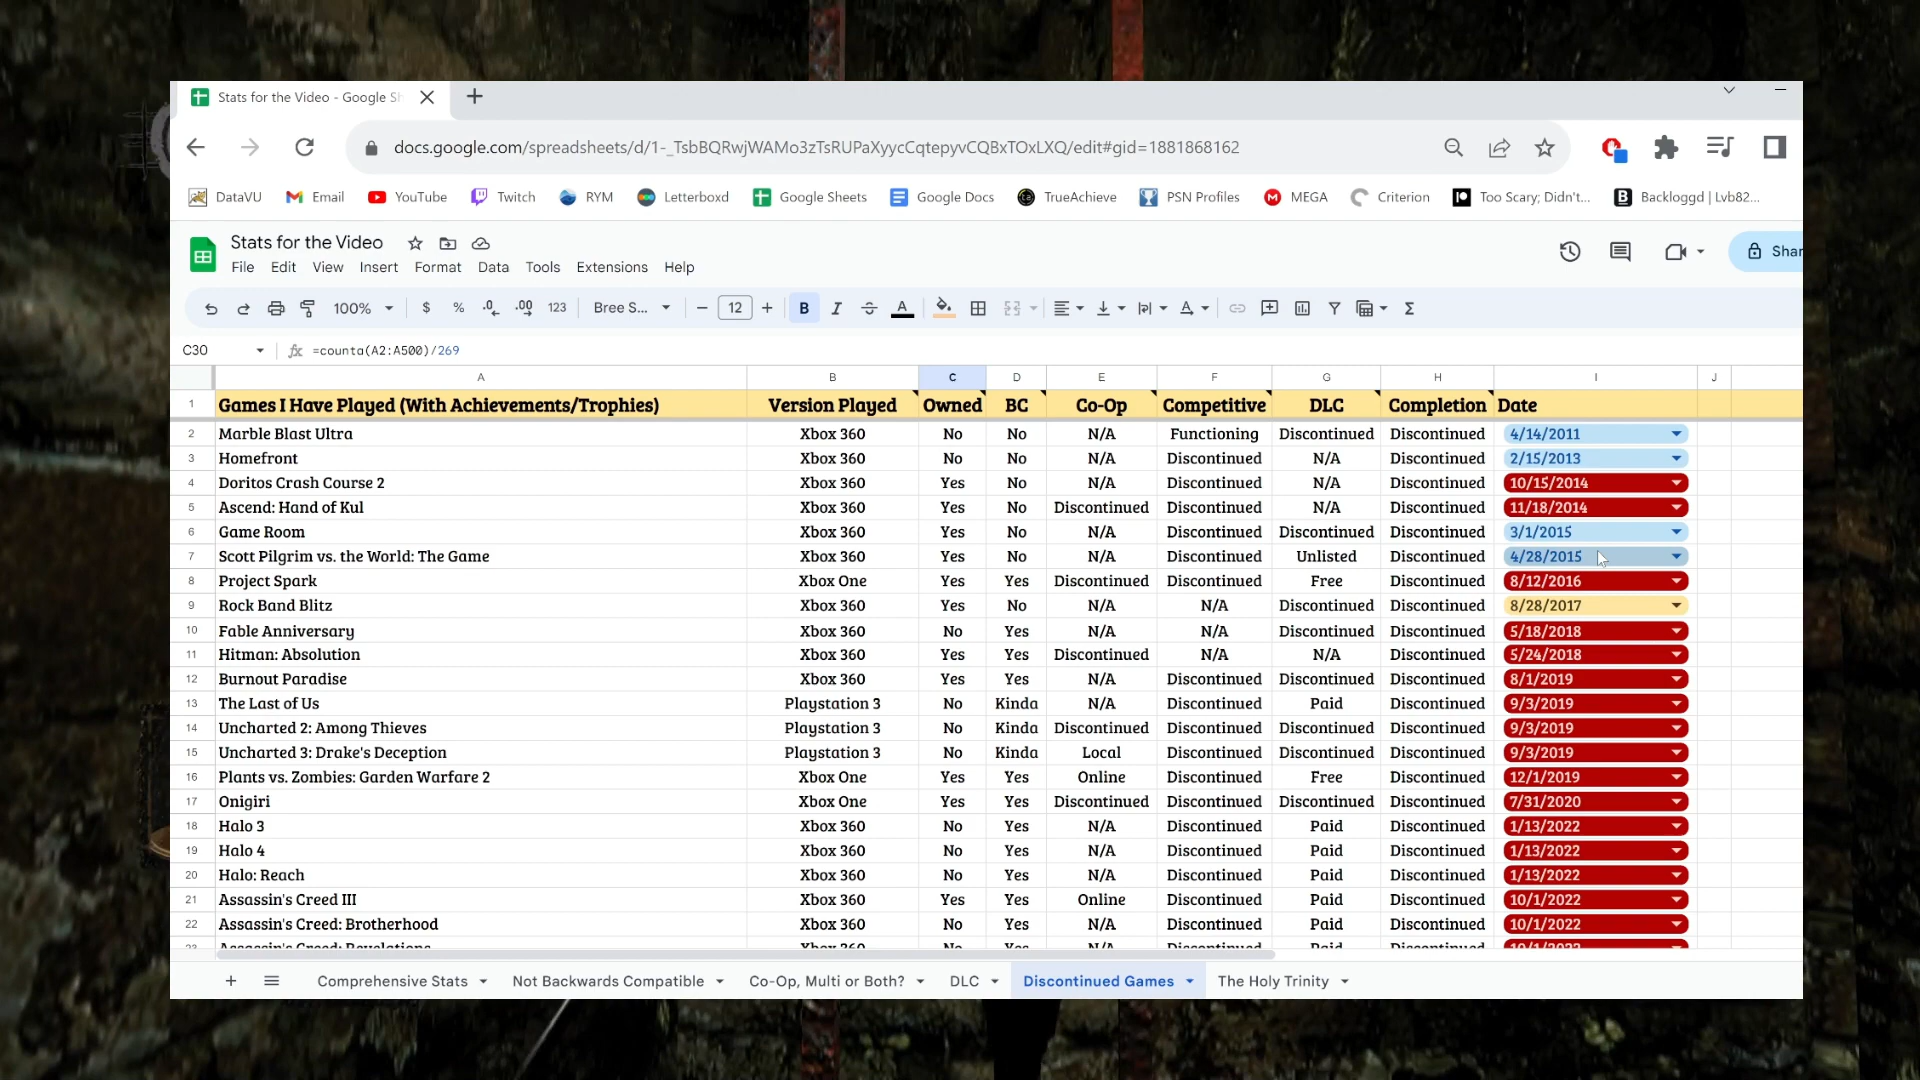 Stats for the Video - Google Sh
docs.google.com/spreadsheets/d/1-_TsbBQRwjWAMo3zTsRUPaXyycCqtepyvCQBxTOxLXQ/edit#gid=1881868162
DataVU Email YouTube Twitch RYM Letterboxd Google Sheets Google Docs TrueAchieve PSN Profiles MEGA Criterion Too Scary; Didn't... B Backloggd | Lvb82...
Stats for the Video
File Edit View Insert Format Data Tools Extensions Help
Shar
100% $ % .0 .00 123 Bree S... 12 B I A
C30 fx =counta(A2:A500)/269
A B C D E F G H I J
1 Games I Have Played (With Achievements/Trophies) Version Played Owned BC Co-Op Competitive DLC Completion Date
2 Marble Blast Ultra Xbox 360 No No N/A Functioning Discontinued Discontinued 4/14/2011
3 Homefront Xbox 360 No No N/A Discontinued N/A Discontinued 2/15/2013
4 Doritos Crash Course 2 Xbox 360 Yes No N/A Discontinued N/A Discontinued 10/15/2014
5 Ascend: Hand of Kul Xbox 360 Yes No Discontinued Discontinued N/A Discontinued 11/18/2014
6 Game Room Xbox 360 Yes No N/A Discontinued Discontinued Discontinued 3/1/2015
7 Scott Pilgrim vs. the World: The Game Xbox 360 Yes No N/A Discontinued Unlisted Discontinued 4/28/2015
8 Project Spark Xbox One Yes Yes Discontinued Discontinued Free Discontinued 8/12/2016
9 Rock Band Blitz Xbox 360 Yes No N/A N/A Discontinued Discontinued 8/28/2017
10 Fable Anniversary Xbox 360 No Yes N/A N/A Discontinued Discontinued 5/18/2018
11 Hitman: Absolution Xbox 360 Yes Yes Discontinued N/A N/A Discontinued 5/24/2018
12 Burnout Paradise Xbox 360 Yes Yes N/A Discontinued Discontinued Discontinued 8/1/2019
13 The Last of Us Playstation 3 No Kinda N/A Discontinued Paid Discontinued 9/3/2019
14 Uncharted 2: Among Thieves Playstation 3 No Kinda Discontinued Discontinued Discontinued Discontinued 9/3/2019
15 Uncharted 3: Drake's Deception Playstation 3 No Kinda Local Discontinued Discontinued Discontinued 9/3/2019
16 Plants vs. Zombies: Garden Warfare 2 Xbox One Yes Yes Online Discontinued Free Discontinued 12/1/2019
17 Onigiri Xbox One Yes Yes Discontinued Discontinued Discontinued Discontinued 7/31/2020
18 Halo 3 Xbox 360 No Yes N/A Discontinued Paid Discontinued 1/13/2022
19 Halo 4 Xbox 360 No Yes N/A Discontinued Paid Discontinued 1/13/2022
20 Halo: Reach Xbox 360 No Yes N/A Discontinued Paid Discontinued 1/13/2022
21 Assassin's Creed III Xbox 360 Yes Yes Online Discontinued Paid Discontinued 10/1/2022
22 Assassin's Creed: Brotherhood Xbox 360 No Yes N/A Discontinued Paid Discontinued 10/1/2022
23 Assassin's Creed: Revelations Xbox 360 No Yes N/A Discontinued Paid Discontinued 10/1/2022
Comprehensive Stats Not Backwards Compatible Co-Op, Multi or Both? DLC Discontinued Games The Holy Trinity